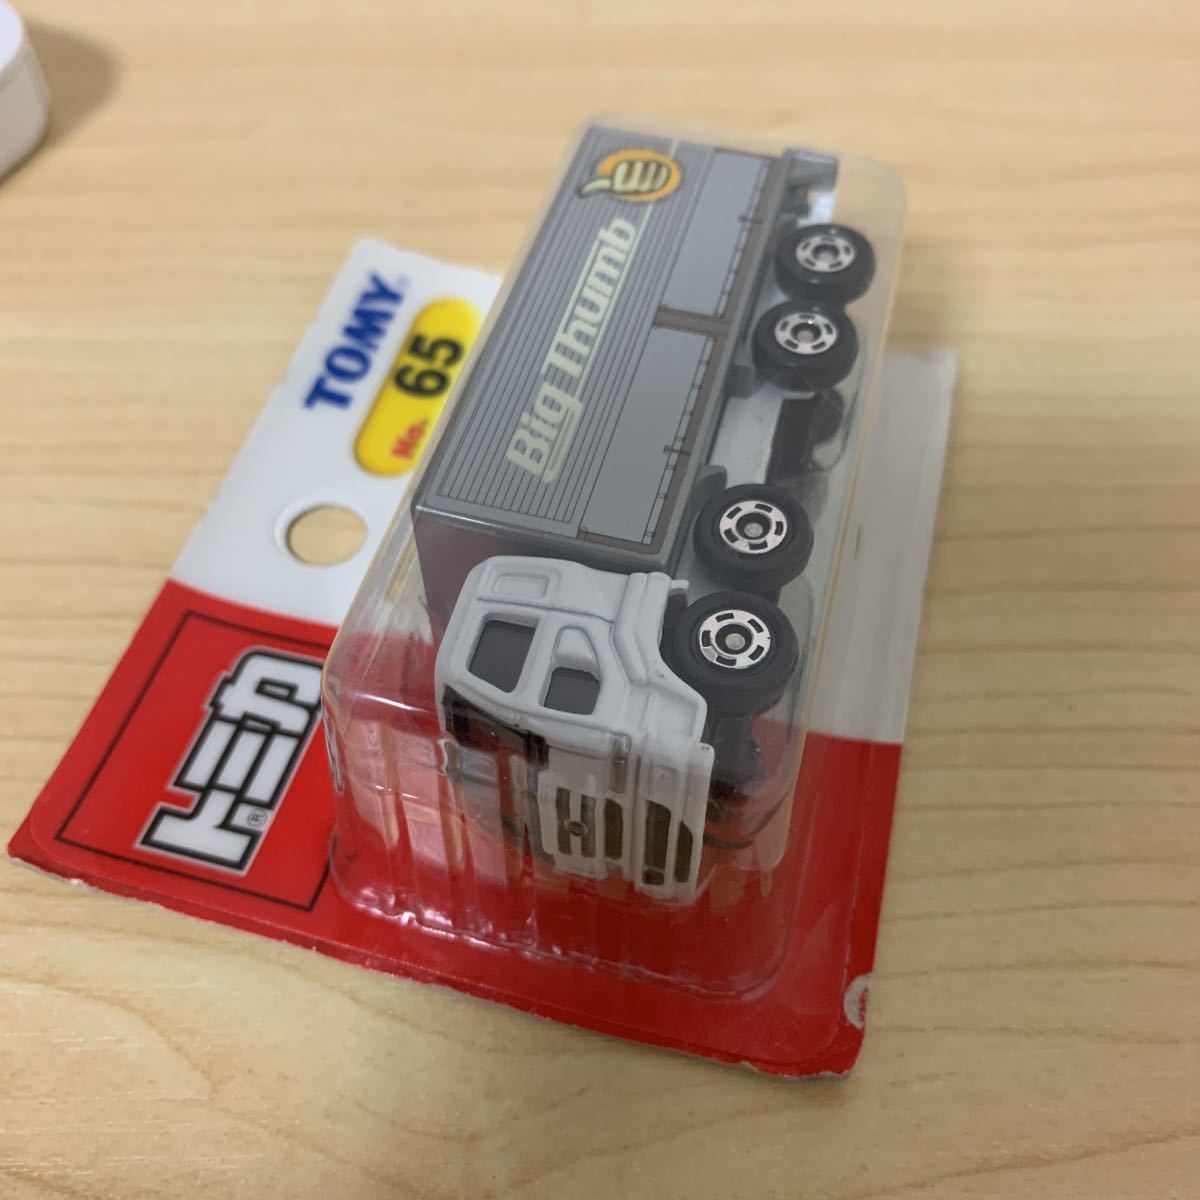 TOMY
No. 65
トミカ®
Big Thumb